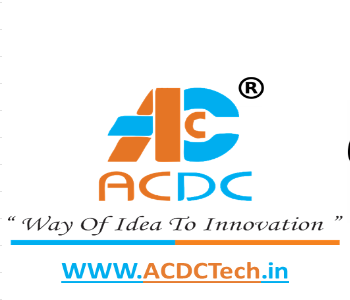 ®
ACDC
“ Way Of Idea To Innovation ”
WWW.ACDCTech.in